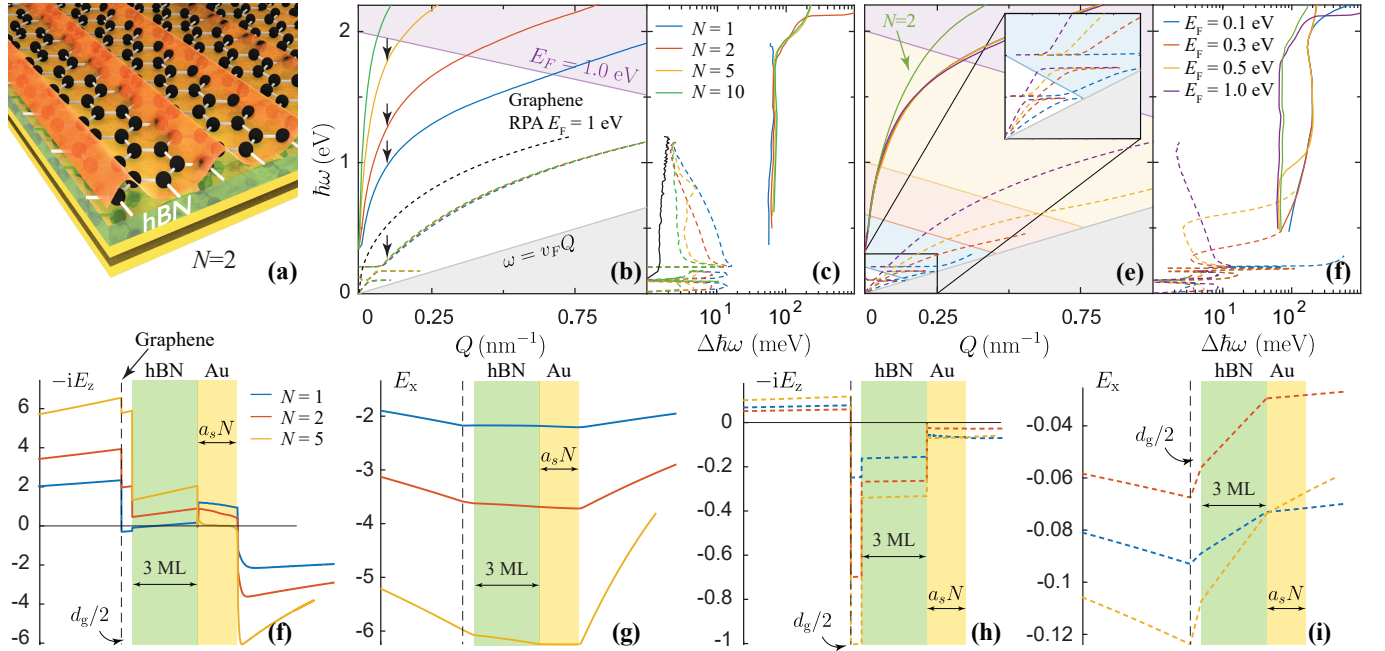 hBN
N=2
(a)
2
1
0
ħω (eV)
E_F = 1.0 eV
Graphene
RPA E_F = 1 eV
ω = v_F Q
(b)
0
0.25
0.75
Q (nm⁻¹)
N = 1
N = 2
N = 5
N = 10
(c)
10¹
10²
Δħω (meV)
N=2
(e)
0
0.25
0.75
Q (nm⁻¹)
E_F = 0.1 eV
E_F = 0.3 eV
E_F = 0.5 eV
E_F = 1.0 eV
(f)
10¹
10²
Δħω (meV)
Graphene
−iE_z
hBN
Au
N = 1
N = 2
N = 5
6
4
2
0
-2
-4
-6
a_sN
3 ML
d_g/2
(f)
E_x
hBN
Au
-2
-3
-4
-5
-6
a_sN
3 ML
(g)
−iE_z
hBN
Au
0
-0.2
-0.4
-0.6
-0.8
-1
3 ML
a_sN
d_g/2
(h)
E_x
hBN
Au
-0.04
-0.06
-0.08
-0.1
-0.12
d_g/2
3 ML
a_sN
(i)